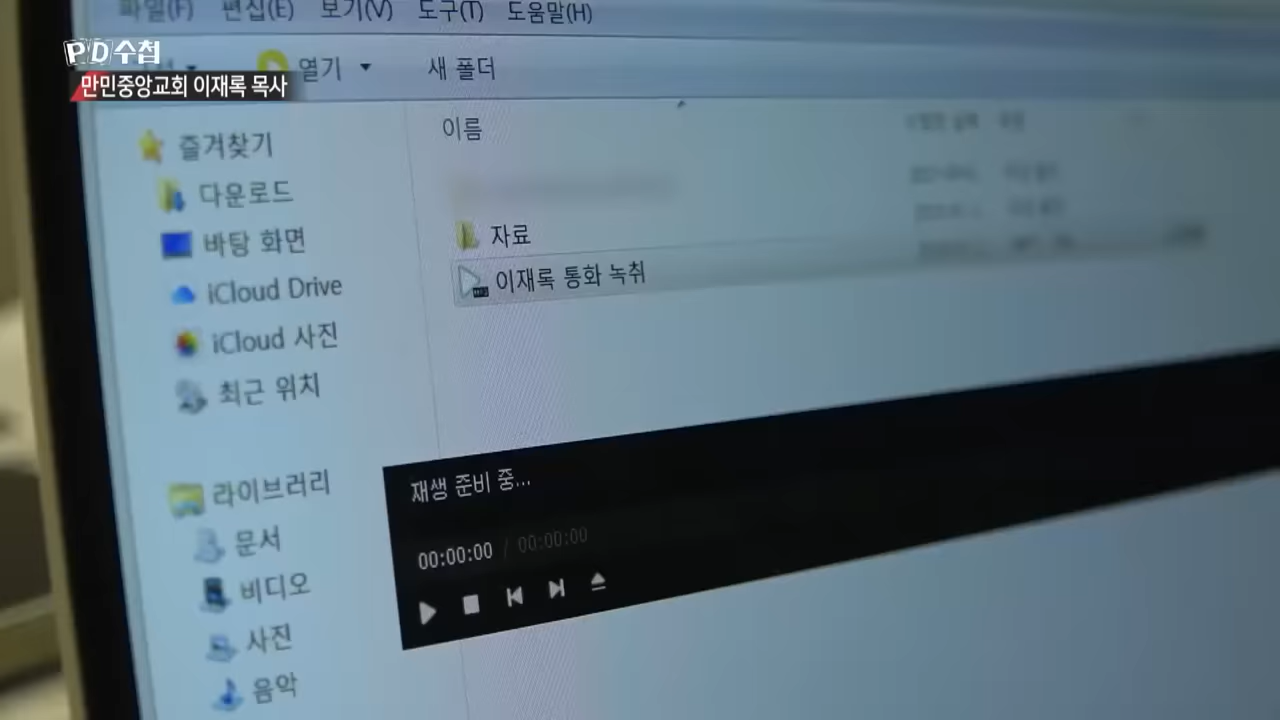 파일(F) 편집(E) 보기(V) 도구(T) 도움말(H)
PD수첩
만민중앙교회 이재록 목사
열기 새 폴더
이름
즐겨찾기
다운로드
바탕 화면
iCloud Drive
iCloud 사진
최근 위치
자료
이재록 통화 녹취
라이브러리
문서
비디오
사진
음악
재생 준비 중...
00:00:00 / 00:00:00